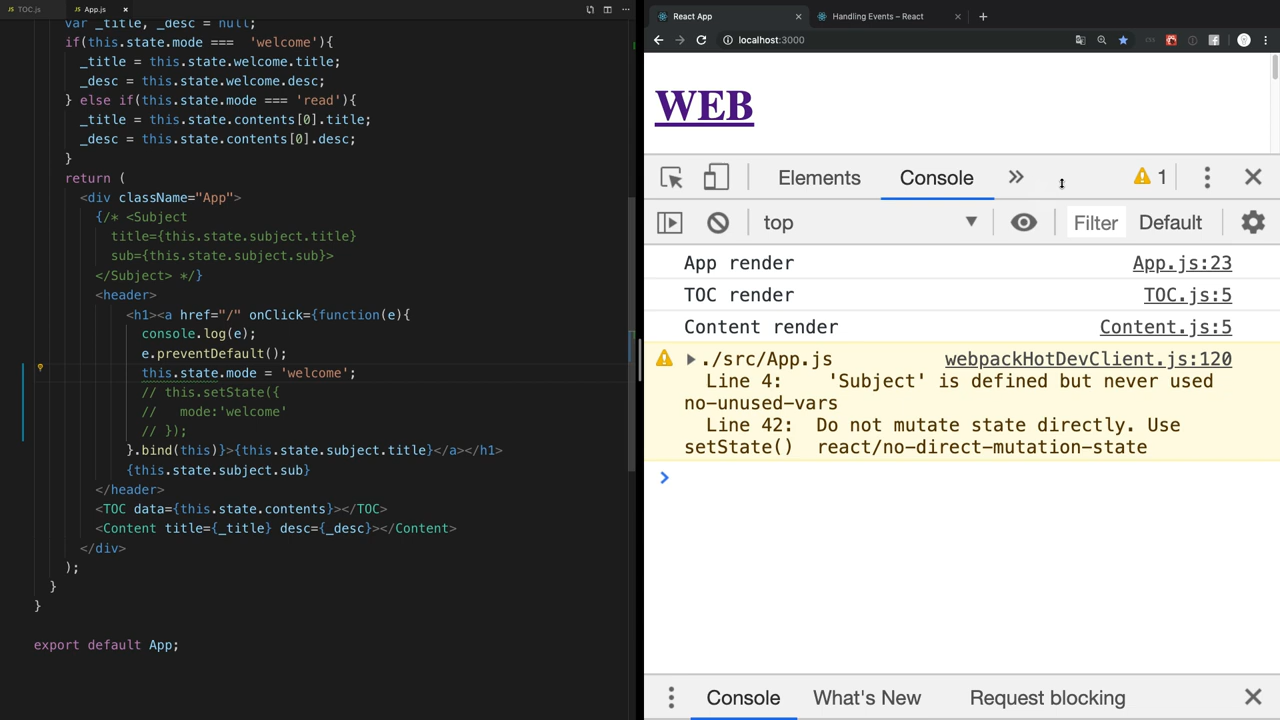 TOC.js
App.js
var _title, _desc = null;
if(this.state.mode === 'welcome'){
_title = this.state.welcome.title;
_desc = this.state.welcome.desc;
} else if(this.state.mode === 'read'){
_title = this.state.contents[0].title;
_desc = this.state.contents[0].desc;
}
return (
<div className="App">
{/* <Subject
title={this.state.subject.title}
sub={this.state.subject.sub}>
</Subject> */}
<header>
<h1><a href="/" onClick={function(e){
console.log(e);
e.preventDefault();
this.state.mode = 'welcome';
// this.setState({
// mode:'welcome'
// });
}.bind(this)}>{this.state.subject.title}</a></h1>
{this.state.subject.sub}
</header>
<TOC data={this.state.contents}></TOC>
<Content title={_title} desc={_desc}></Content>
</div>
);
}
}
export default App;
React App
Handling Events – React
localhost:3000
WEB
Elements
Console
1
top
Filter
Default
App render App.js:23
TOC render TOC.js:5
Content render Content.js:5
./src/App.js webpackHotDevClient.js:120
Line 4: 'Subject' is defined but never used
no-unused-vars
Line 42: Do not mutate state directly. Use
setState() react/no-direct-mutation-state
Console
What's New
Request blocking